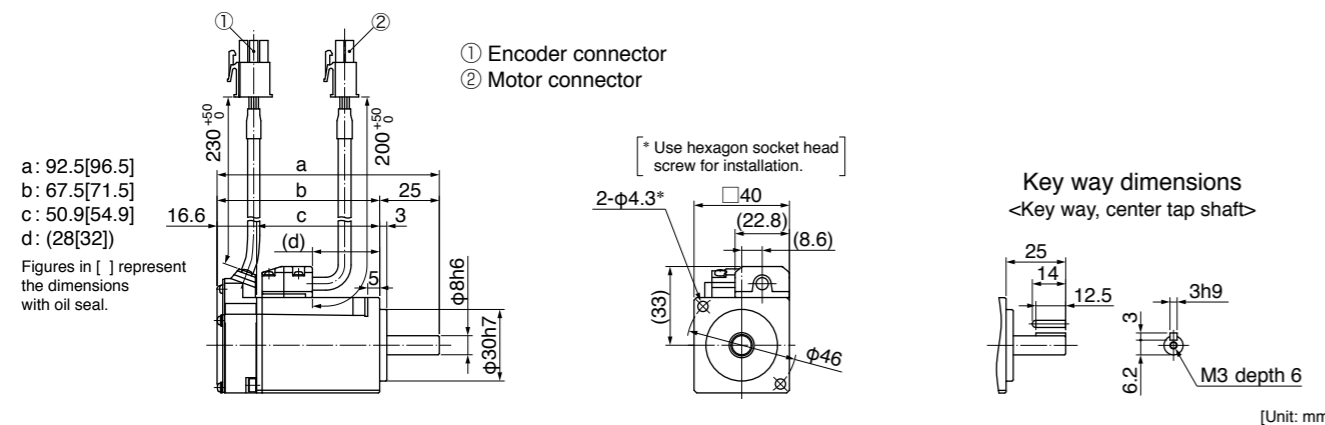 ① ②
① Encoder connector
② Motor connector
230 +50 0
200 +50 0
a: 92.5[96.5]
b: 67.5[71.5]
c: 50.9[54.9]
d: (28[32])
Figures in [ ] represent
the dimensions
with oil seal.
a
b
25
16.6
c
3
(d)
5
φ8h6
φ30h7
* Use hexagon socket head
screw for installation.
2-φ4.3*
□40
(22.8)
(8.6)
(33)
φ46
Key way dimensions
<Key way, center tap shaft>
25
14
12.5
3h9
3
6.2
M3 depth 6
[Unit: mm